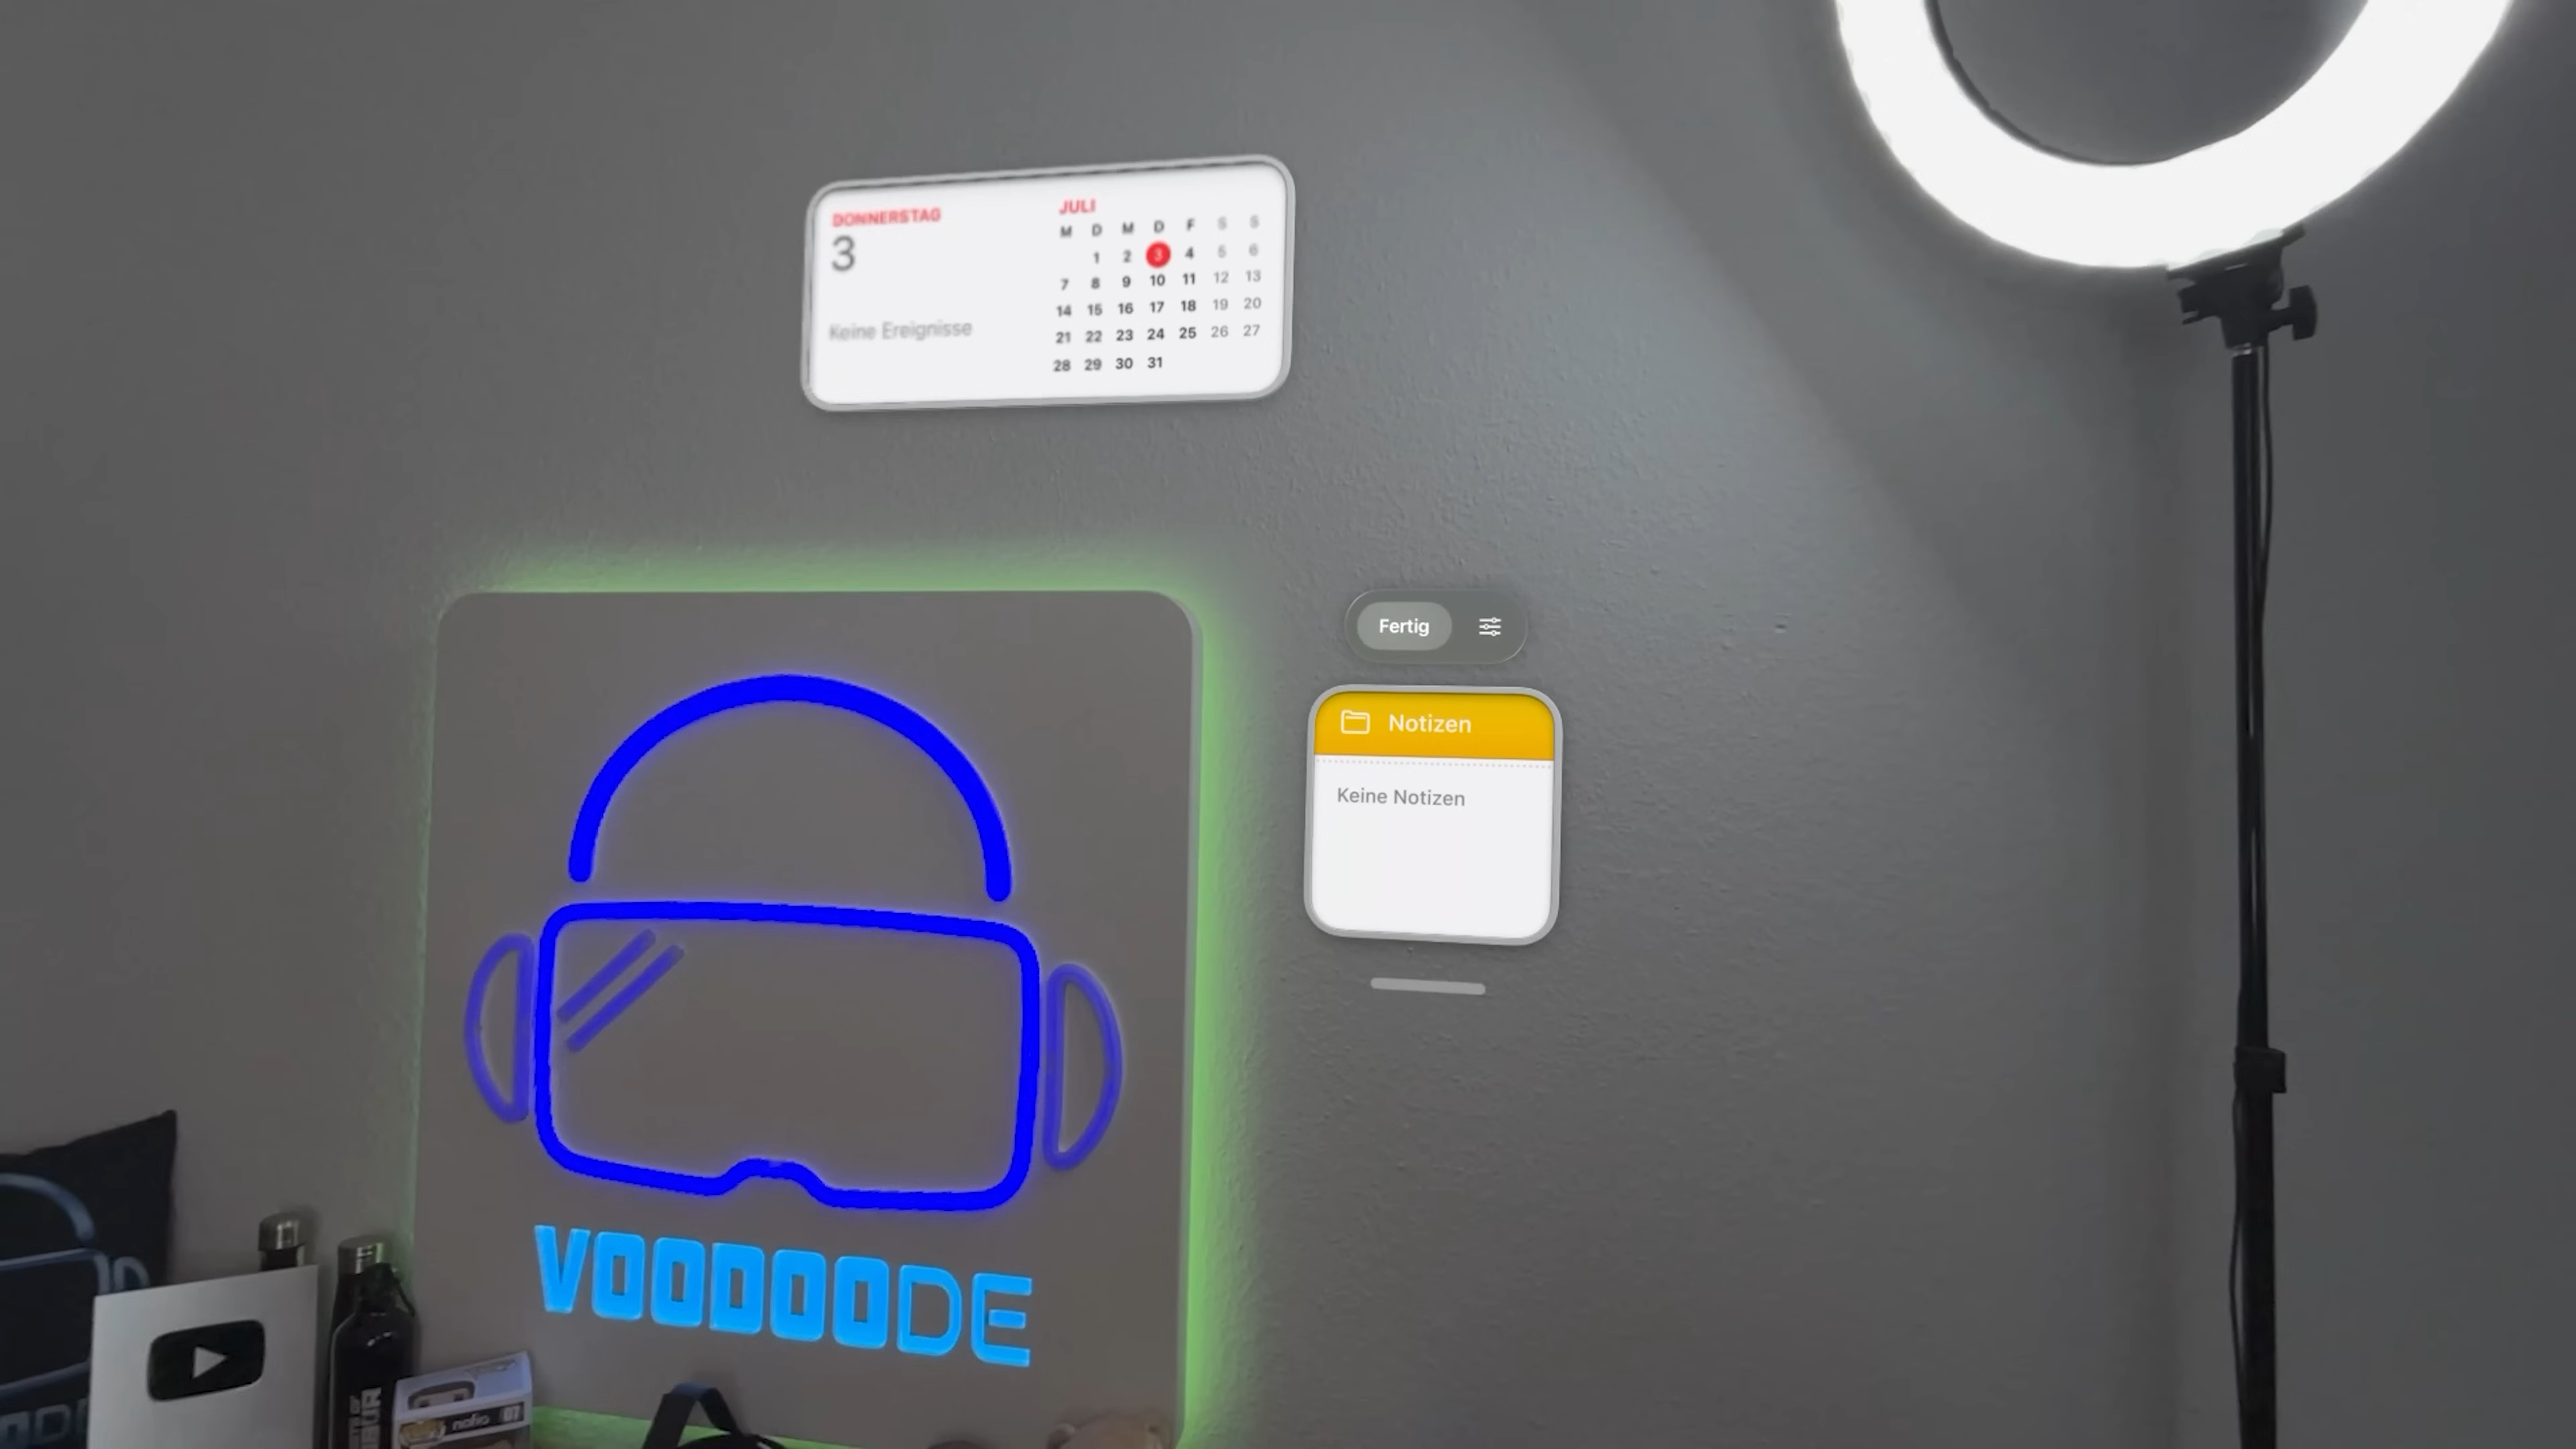 DONNERSTAG
3
Keine Ereignisse
JULI
M D M D F S S
1 2 3 4 5 6
7 8 9 10 11 12 13
14 15 16 17 18 19 20
21 22 23 24 25 26 27
28 29 30 31
Fertig
Notizen
Keine Notizen
VOODOODE
07